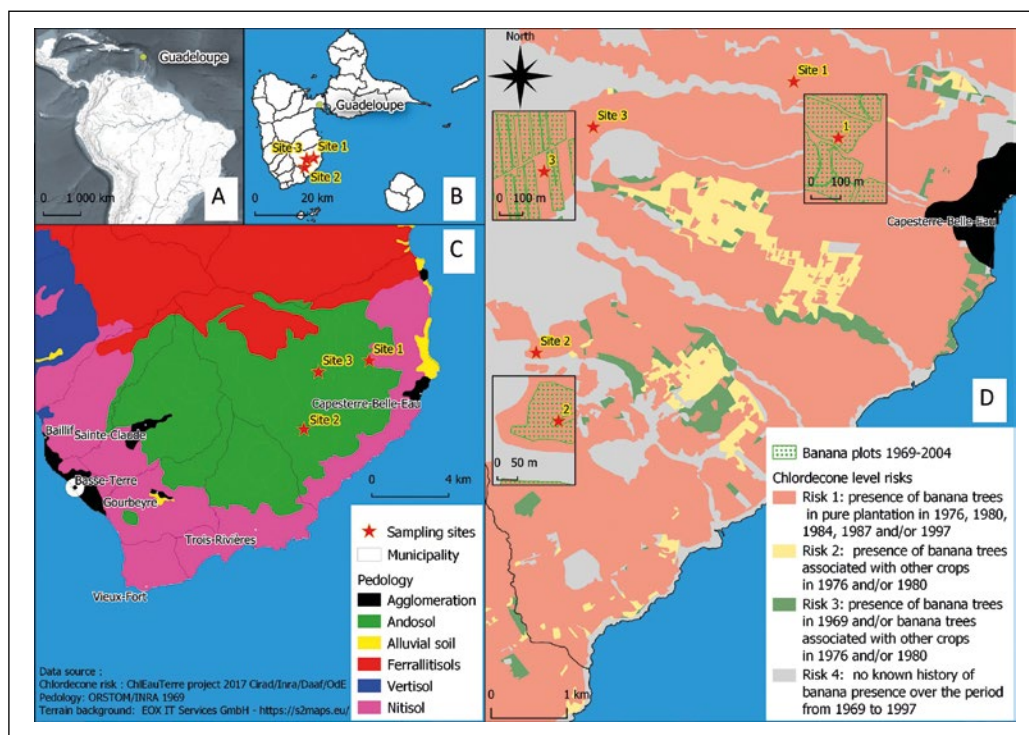 Guadeloupe
0 1 000 km
A
Guadeloupe
Site 3
Site 1
Site 2
0 20 km
B
C
Site 1
Site 3
Capesterre-Belle-Eau
Site 2
Baillif
Sainte-Claude
Basse-Terre
Gourbeyre
Trois-Rivières
Vieux-Fort
0 4 km
Sampling sites
Municipality
Pedology
Agglomeration
Andosol
Alluvial soil
Ferrallitisols
Vertisol
Nitisol
Data source :
Chlordecone risk : ChlEauTerre project 2017 Cirad/Inra/Daaf/OdE
Pedology: ORSTOM/INRA 1969
Terrain background: EOX IT Services GmbH - https://s2maps.eu/
North
Site 1
Site 3
1
0 100 m
3
0 100 m
Capesterre-Belle-Eau
Site 2
2
0 50 m
D
0 1 km
Banana plots 1969-2004
Chlordecone level risks
Risk 1: presence of banana trees
in pure plantation in 1976, 1980,
1984, 1987 and/or 1997
Risk 2: presence of banana trees
associated with other crops
in 1976 and/or 1980
Risk 3: presence of banana trees
in 1969 and/or banana trees
associated with other crops
in 1976 and/or 1980
Risk 4: no known history of
banana presence over the period
from 1969 to 1997